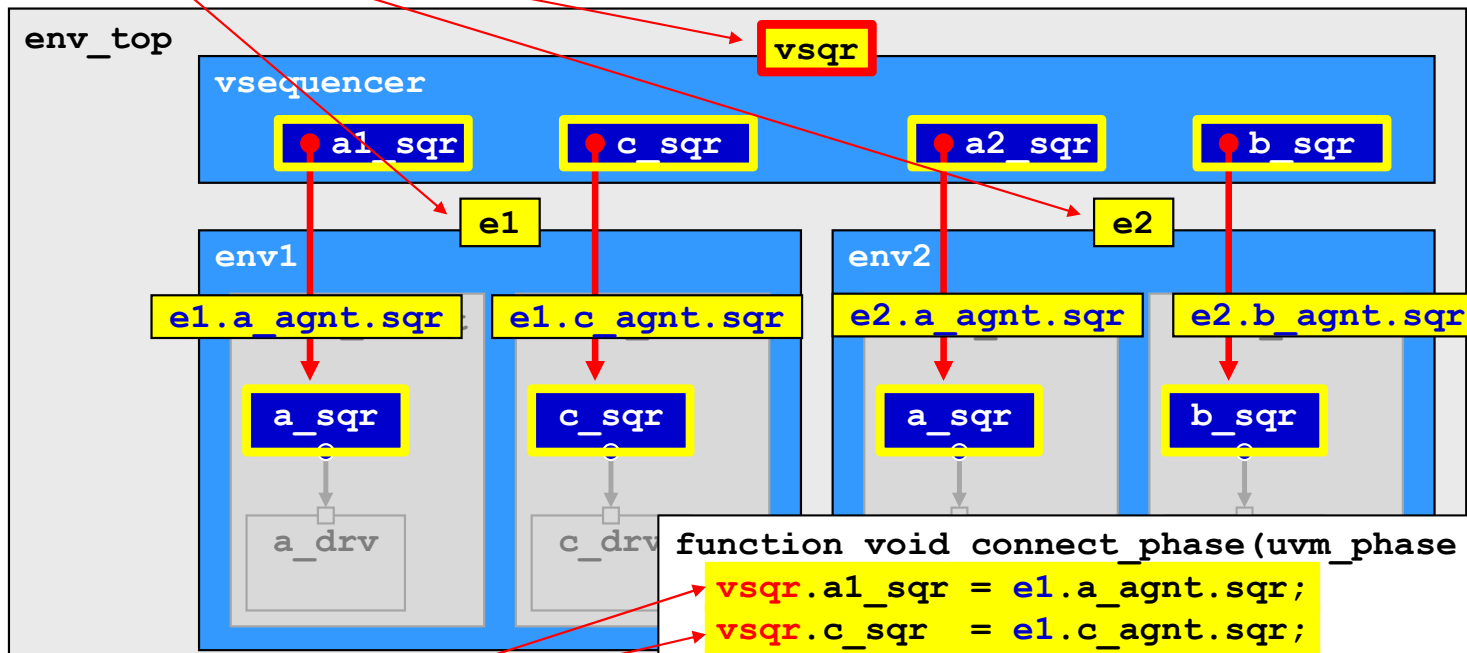 env_top
vsqr
vsequencer
a1_sqr c_sqr a2_sqr b_sqr
e1 e2
env1 env2
e1.a_agnt.sqr e1.c_agnt.sqr e2.a_agnt.sqr e2.b_agnt.sqr
a_sqr c_sqr a_sqr b_sqr
a_drv c_drv
function void connect_phase(uvm_phase
vsqr.a1_sqr = e1.a_agnt.sqr;
vsqr.c_sqr = e1.c_agnt.sqr;